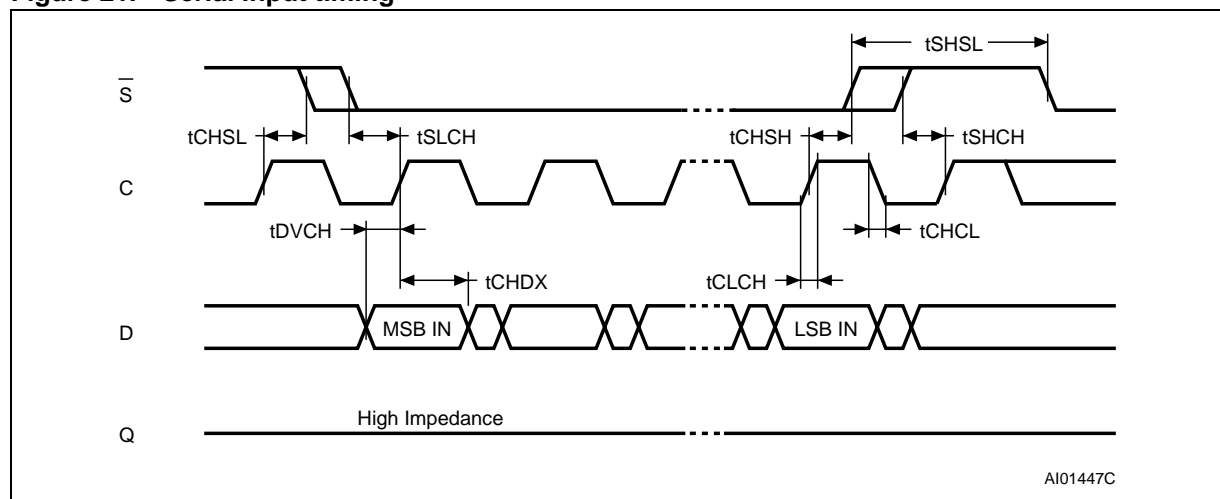 Figure 21. Serial input timing
tSHSL
S
tCHSL
tSLCH
tCHSH
tSHCH
C
tDVCH
tCHCL
tCHDX
tCLCH
D
MSB IN
LSB IN
High Impedance
Q
AI01447C